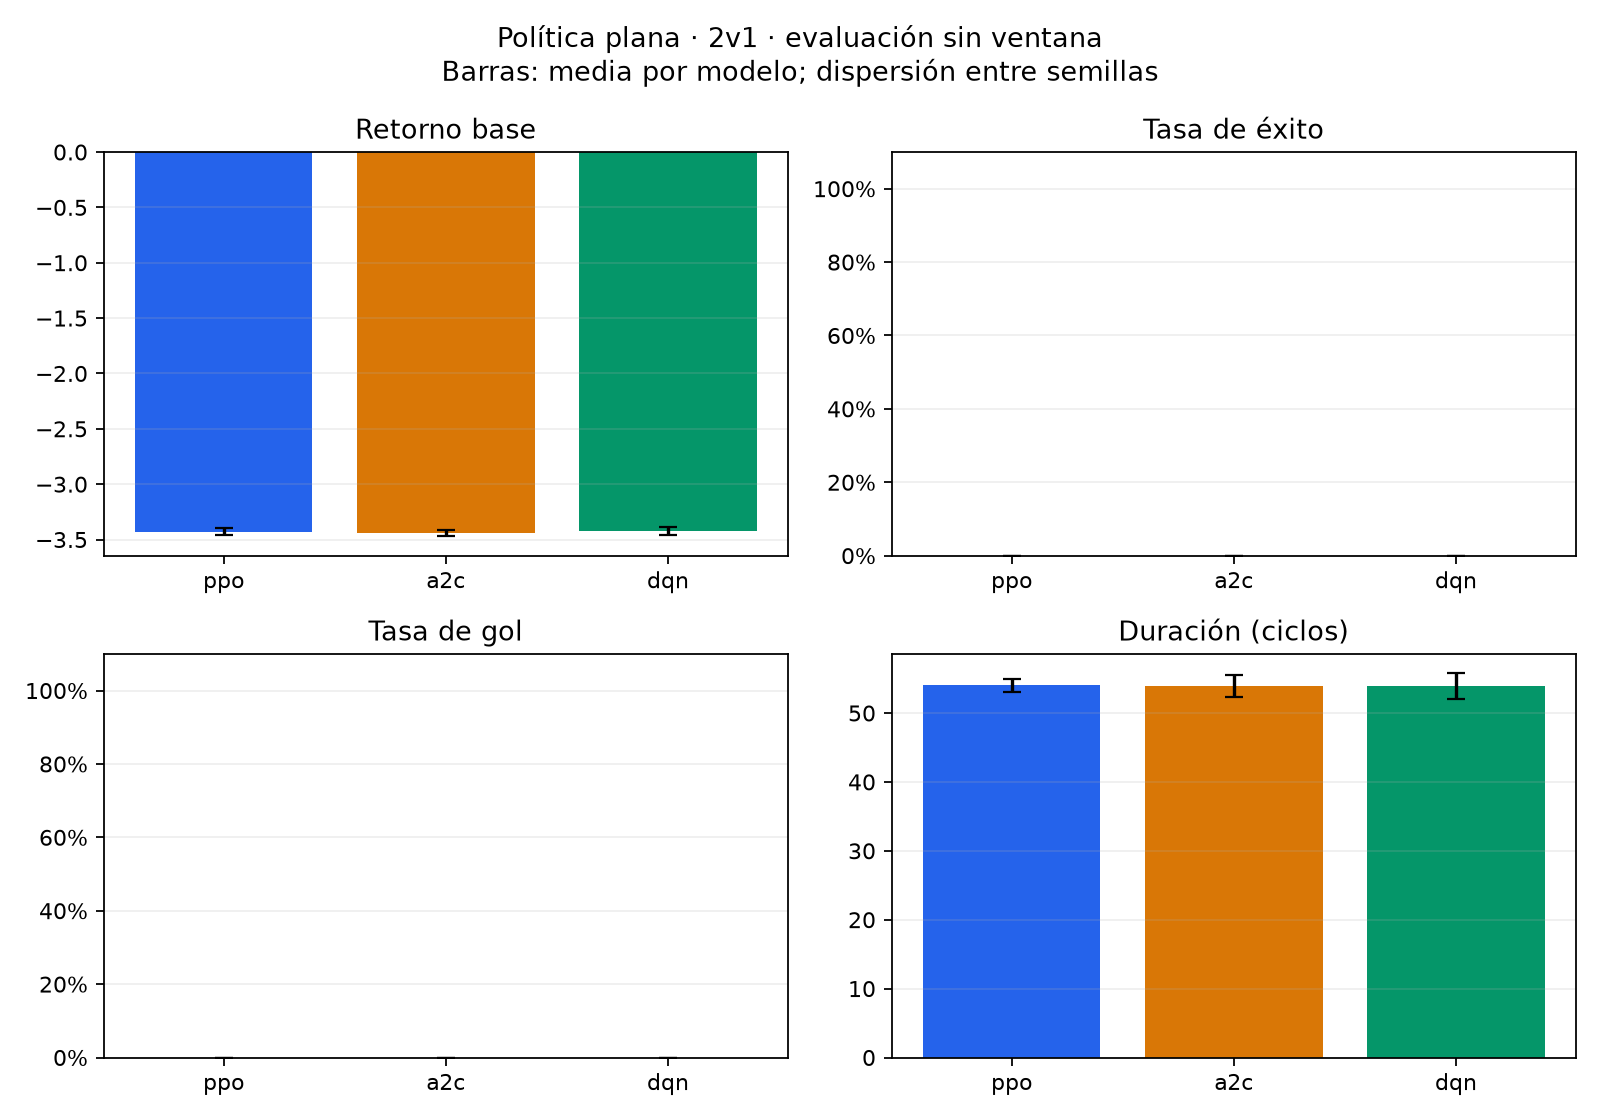 Política plana · 2v1 · evaluación sin ventana
Barras: media por modelo; dispersión entre semillas
Retorno base
0.0
−0.5
−1.0
−1.5
−2.0
−2.5
−3.0
−3.5
ppo a2c dqn
Tasa de éxito
100%
80%
60%
40%
20%
0%
ppo a2c dqn
Tasa de gol
100%
80%
60%
40%
20%
0%
ppo a2c dqn
Duración (ciclos)
50
40
30
20
10
0
ppo a2c dqn